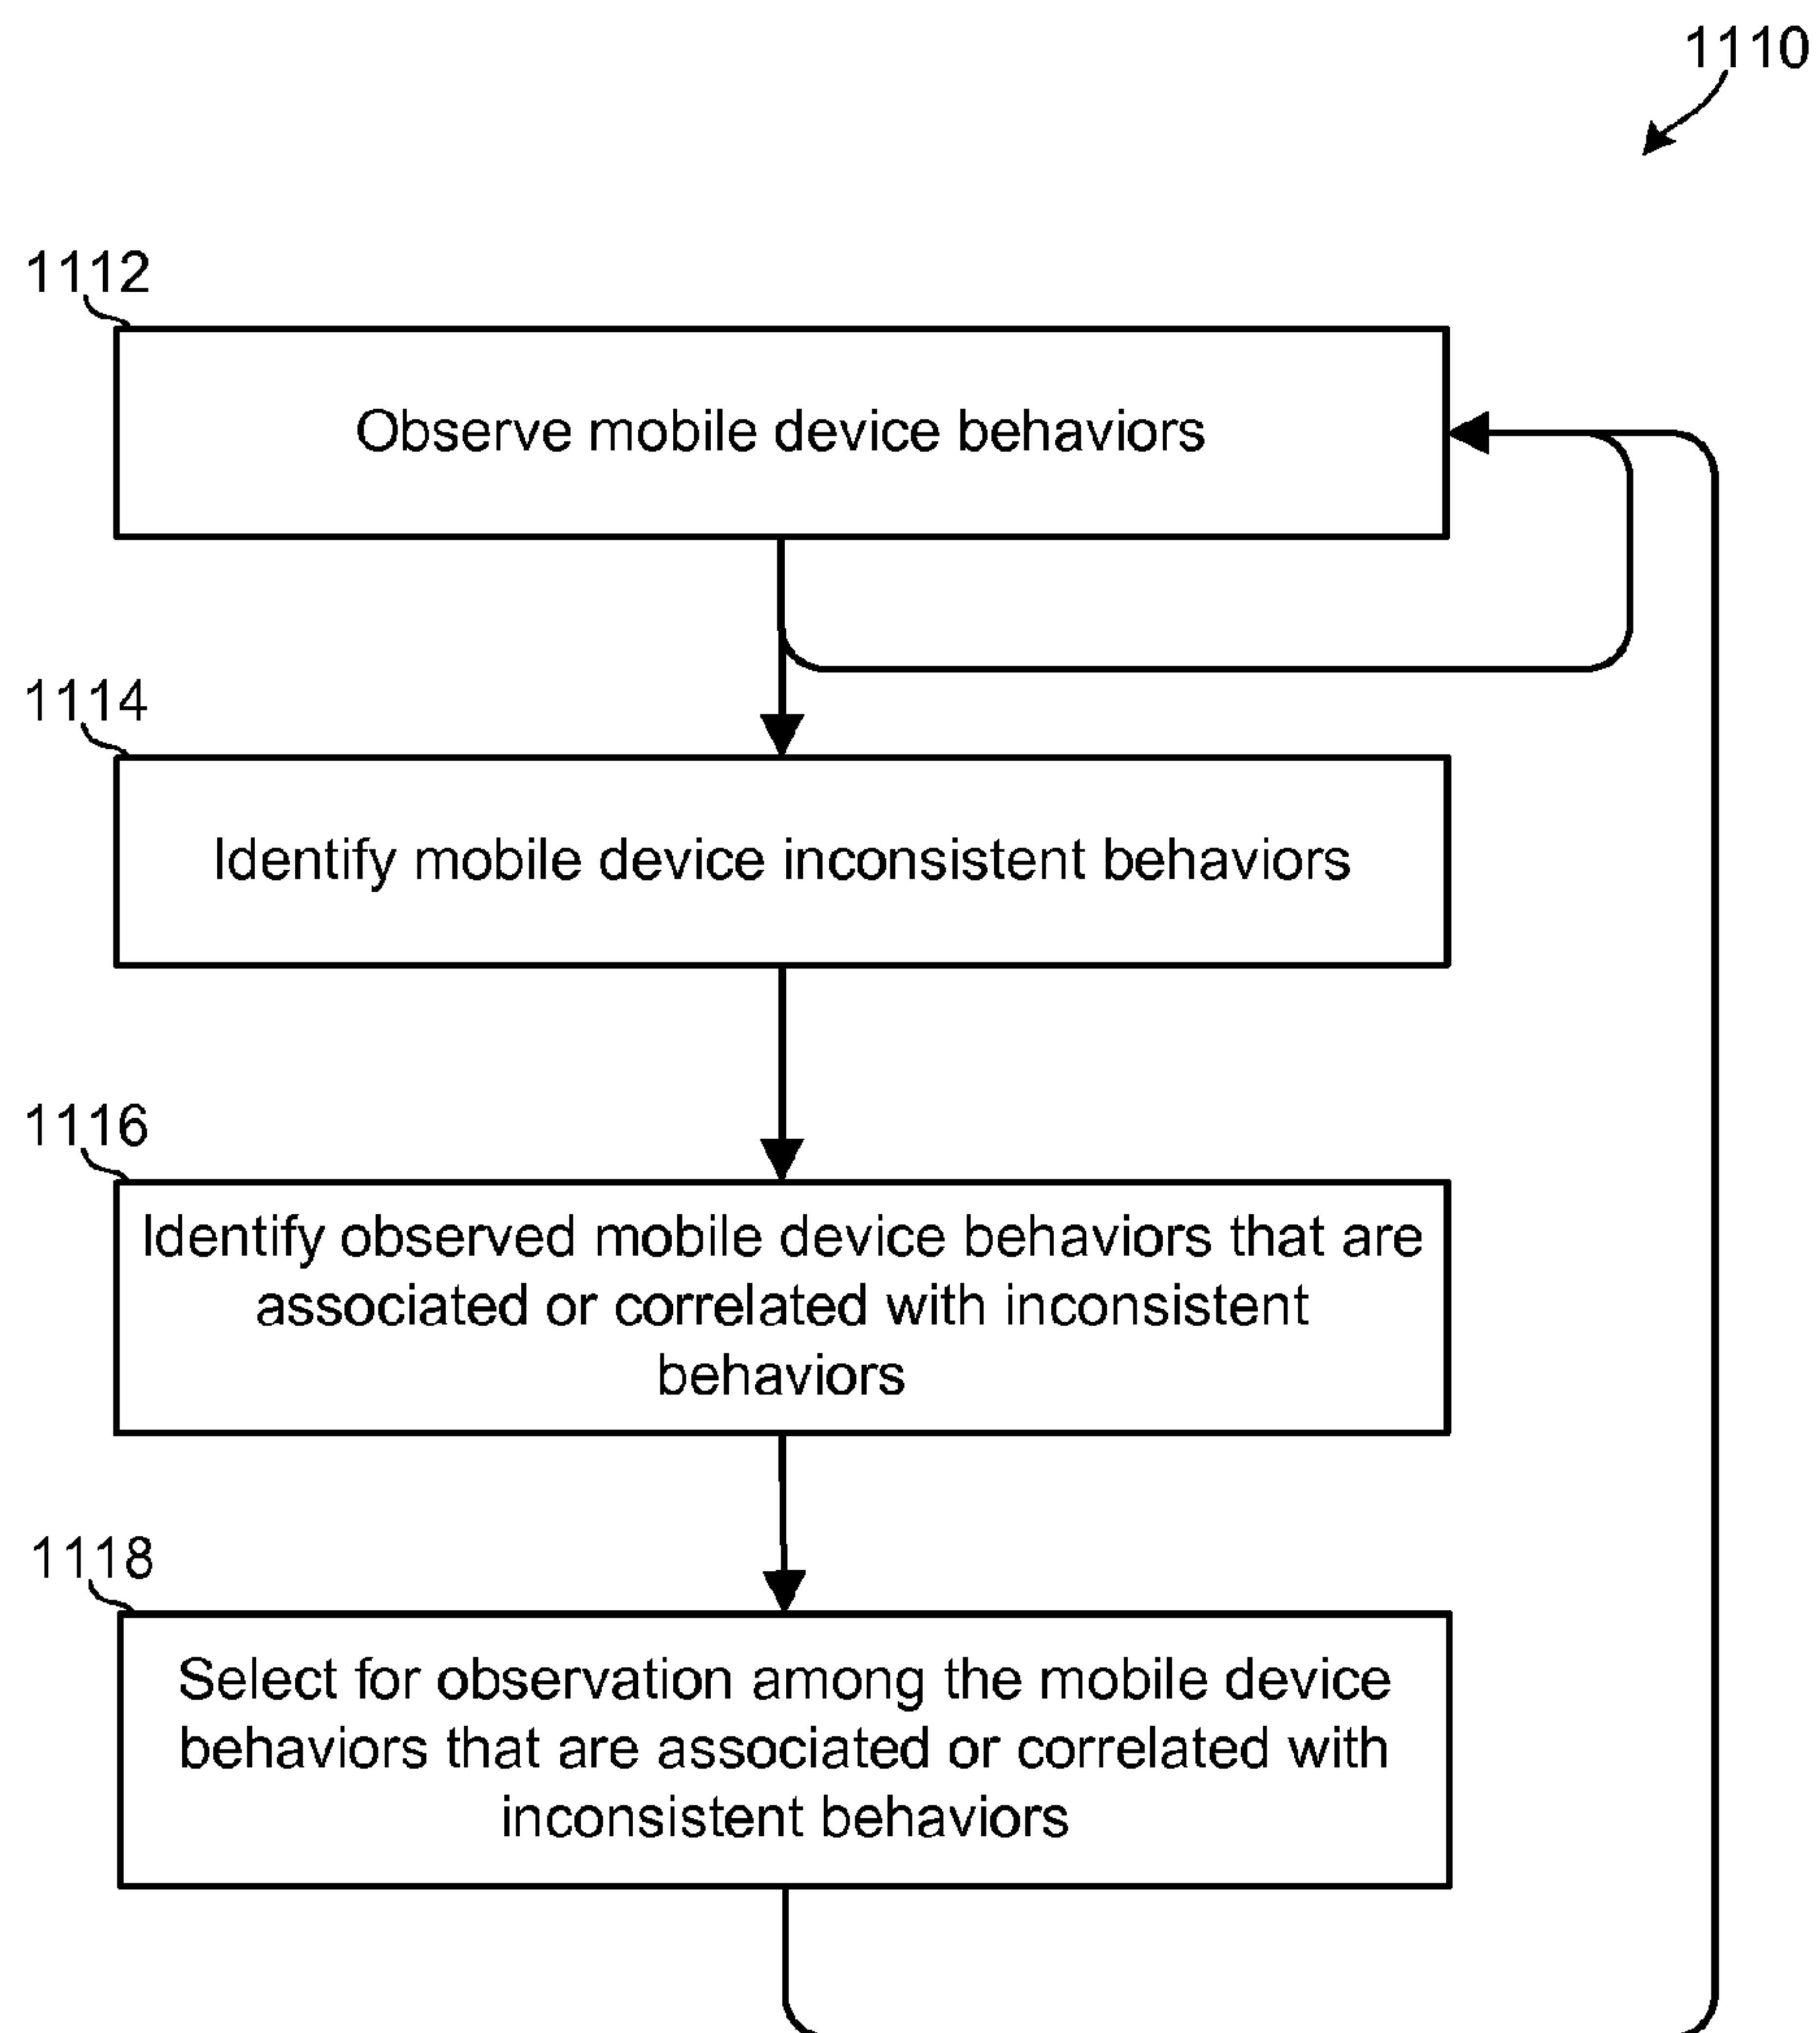 1110
1112
Observe mobile device behaviors
1114
Identify mobile device inconsistent behaviors
1116
Identify observed mobile device behaviors that are
associated or correlated with inconsistent
behaviors
1118
Select for observation among the mobile device
behaviors that are associated or correlated with
inconsistent behaviors